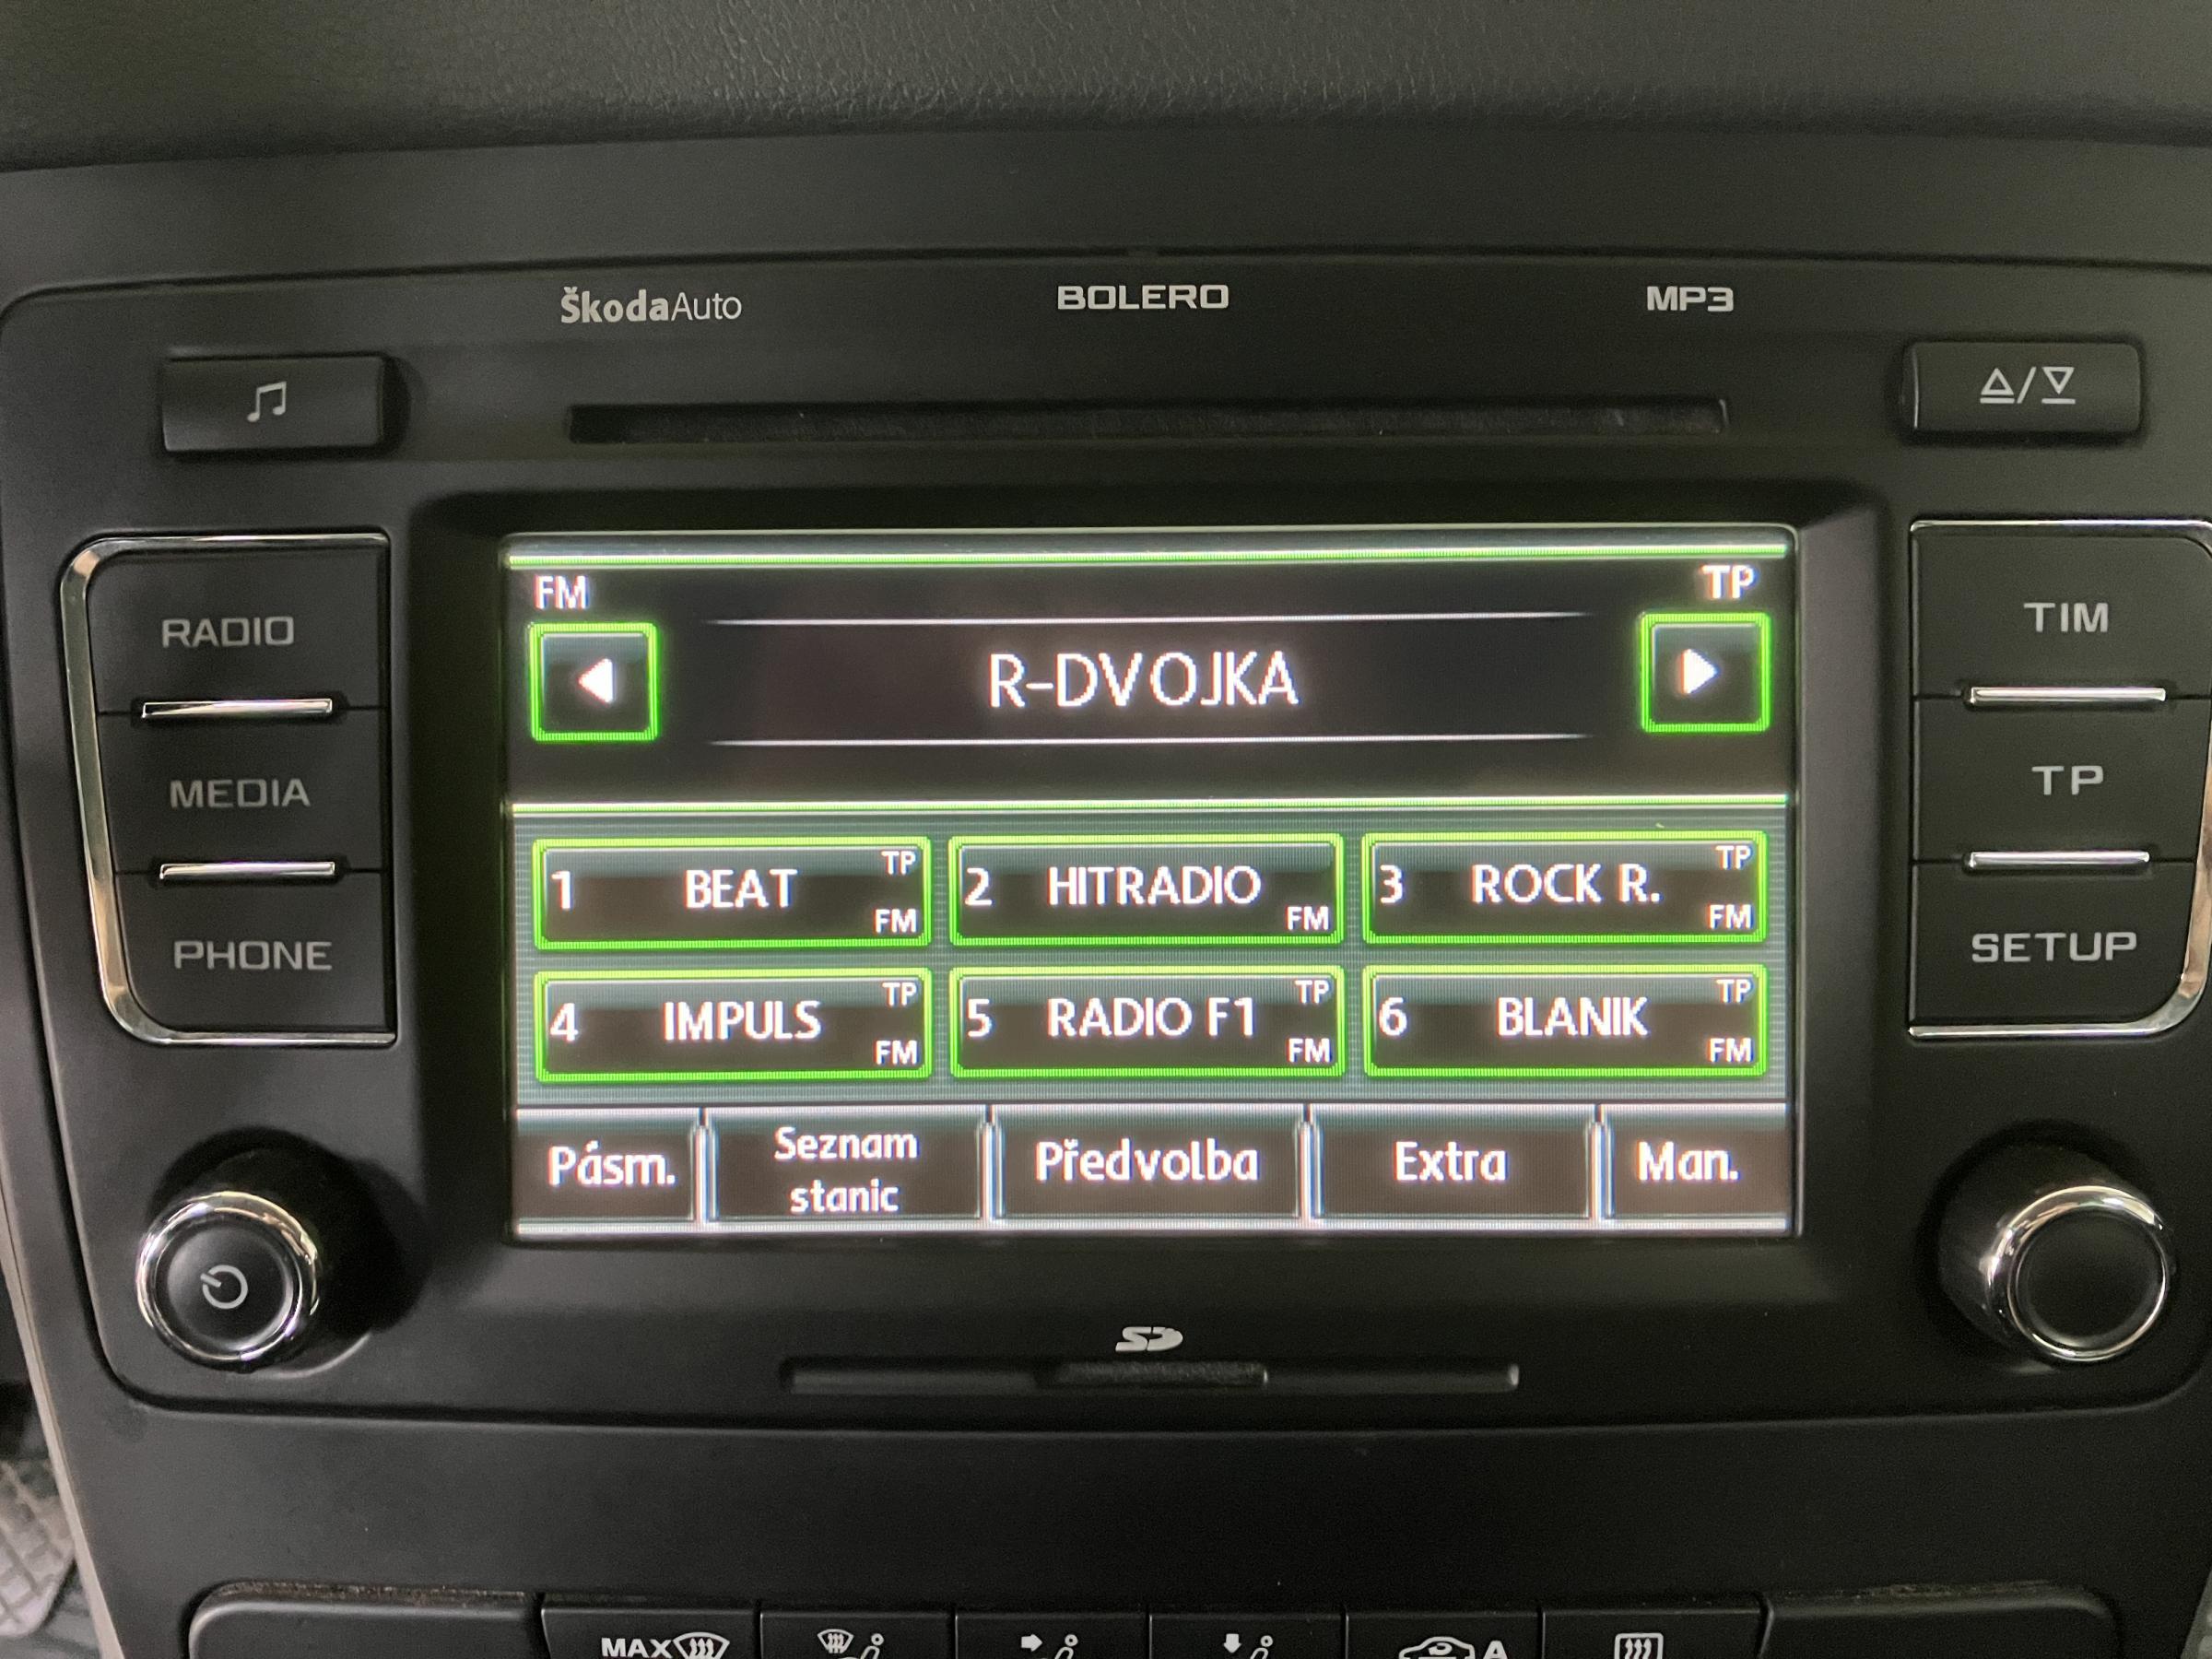 ŠkodaAuto BOLERO MP3
RADIO
MEDIA
PHONE
FM TP
R-DVOJKA
1 BEAT TP FM
2 HITRADIO FM
3 ROCK R. TP FM
4 IMPULS TP FM
5 RADIO F1 TP FM
6 BLANIK TP FM
Pásm.
Seznam
stanic
Předvolba
Extra
Man.
TIM
TP
SETUP
SD
MAX
A